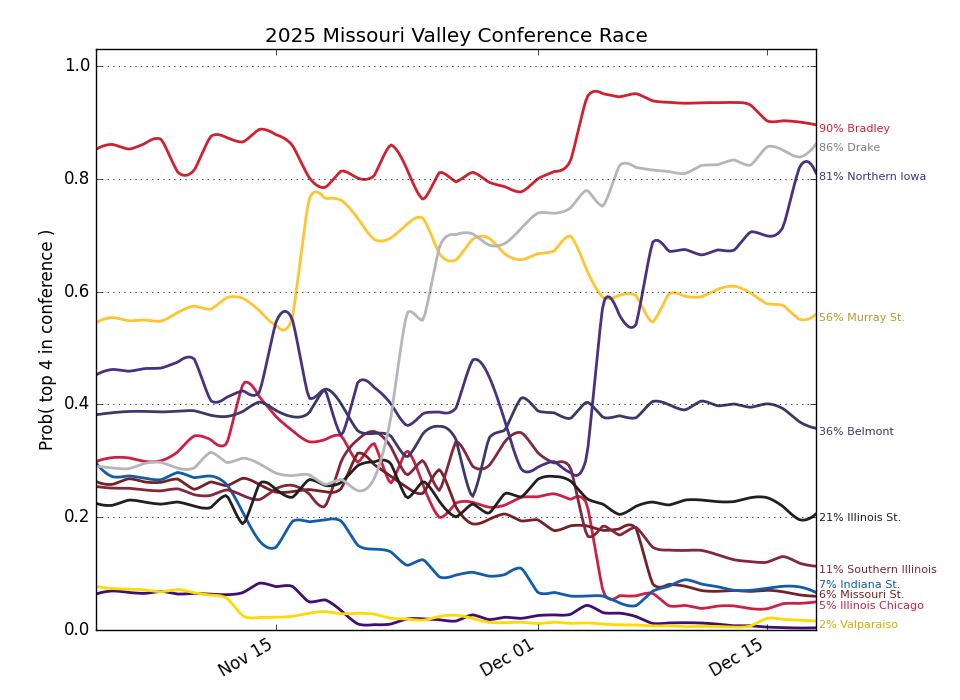 2025 Missouri Valley Conference Race
Prob( top 4 in conference )
1.0
0.8
0.6
0.4
0.2
0.0
Nov 15
Dec 01
Dec 15
90% Bradley
86% Drake
81% Northern Iowa
56% Murray St.
36% Belmont
21% Illinois St.
11% Southern Illinois
7% Indiana St.
6% Missouri St.
5% Illinois Chicago
2% Valparaiso